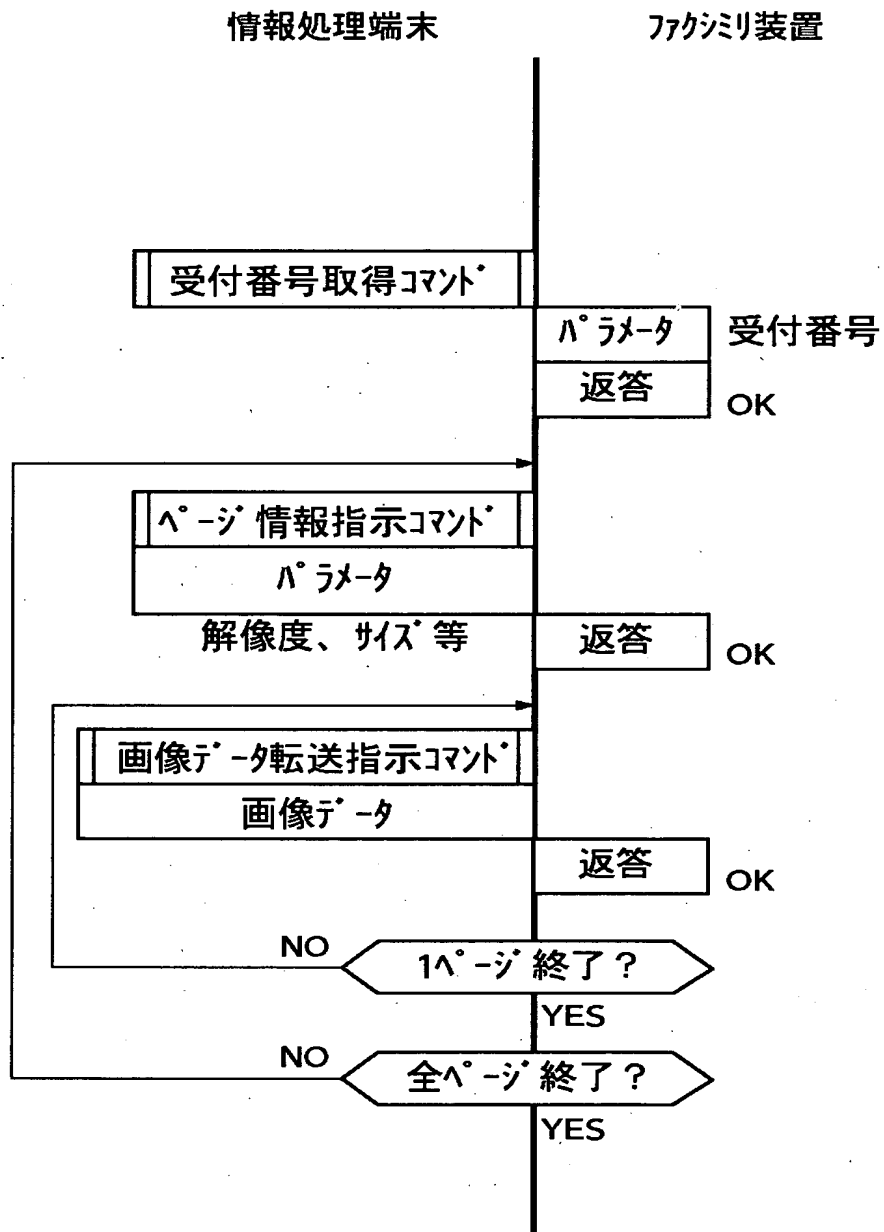 情報処理端末 ﾌｧｸｼﾐﾘ装置
受付番号取得ｺﾏﾝﾄﾞ
ﾊﾟﾗﾒｰﾀ 受付番号
返答 OK
ﾍﾟｰｼﾞ情報指示ｺﾏﾝﾄﾞ
ﾊﾟﾗﾒｰﾀ
解像度、ｻｲｽﾞ等 返答 OK
画像ﾃﾞｰﾀ転送指示ｺﾏﾝﾄﾞ
画像ﾃﾞｰﾀ
返答 OK
NO 1ﾍﾟｰｼﾞ終了？
YES
NO 全ﾍﾟｰｼﾞ終了？
YES